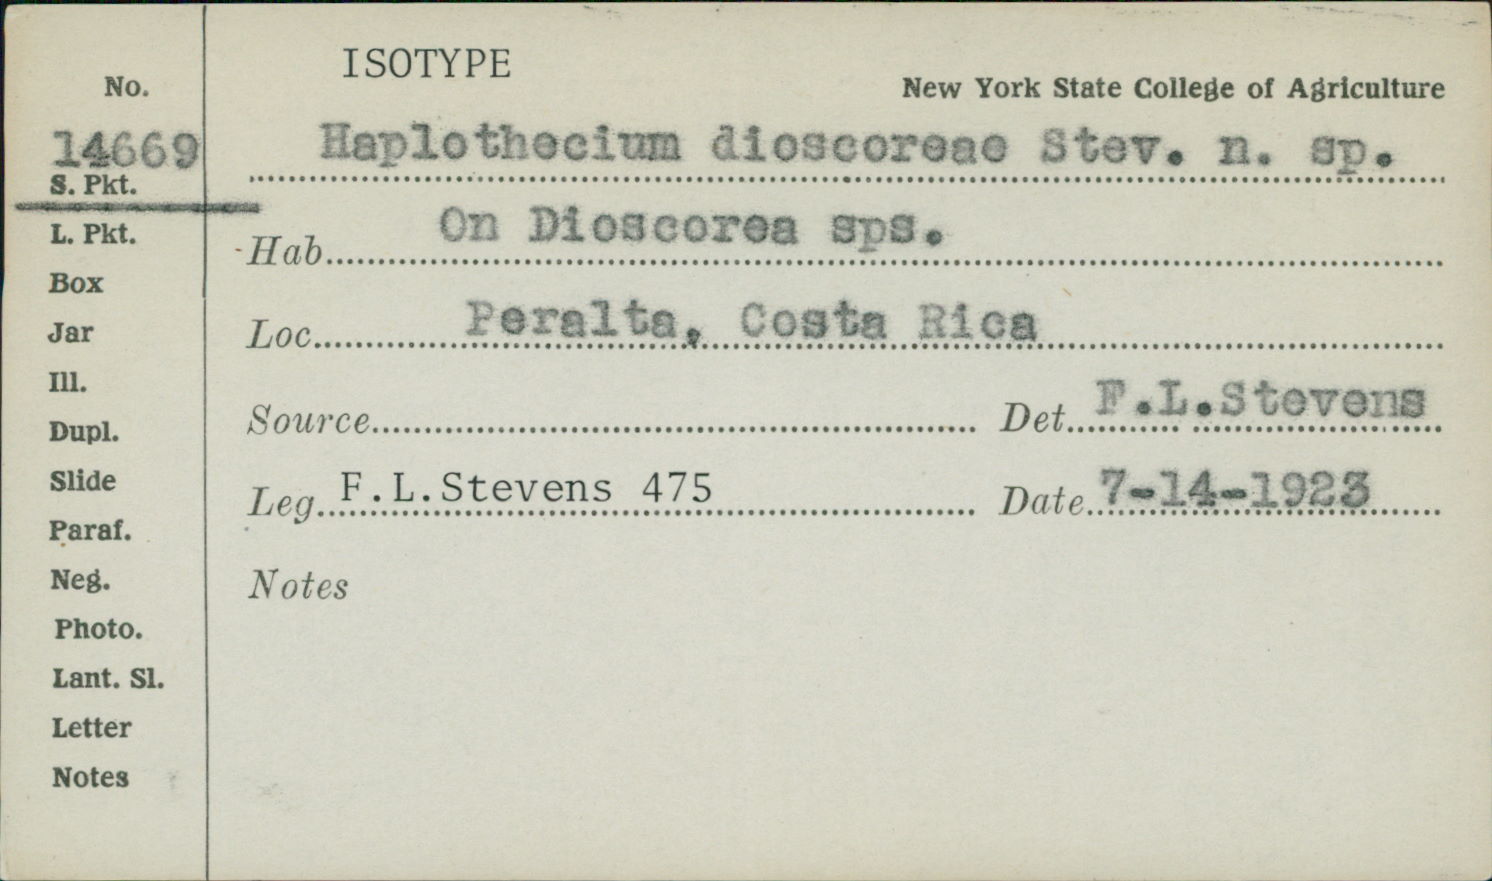 ISOTYPE
No.
New York State College of Agriculture
14669
Haplothecium dioscoreae Stev. n. sp.
S. Pkt.
L. Pkt.
Hab. On Dioscorea sps.
Box
Loc. Peralta, Costa Rica
Jar
Ill.
Source Det. F.L.Stevens
Dupl.
Slide
Leg. F.L.Stevens 475 Date 7-14-1923
Paraf.
Neg.
Notes
Photo.
Lant. Sl.
Letter
Notes